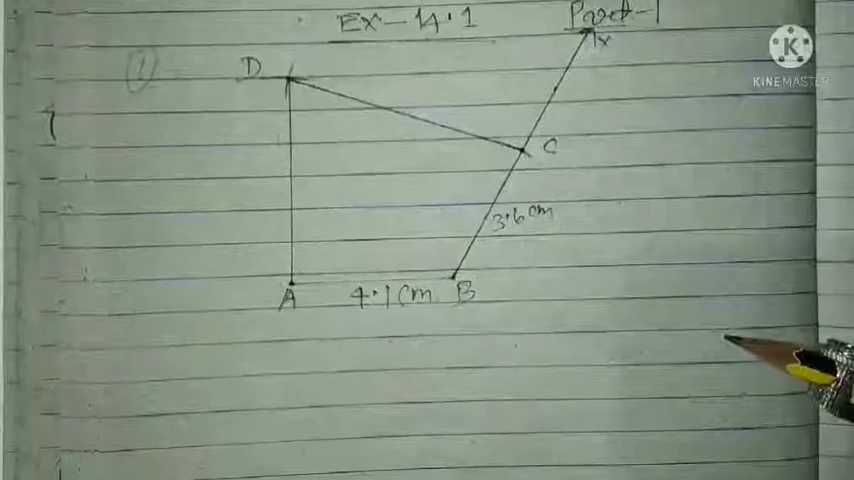 Ex-14.1 Part-1
1
D
x
C
3.6 cm
A 4.1 cm B
KINEMASTER